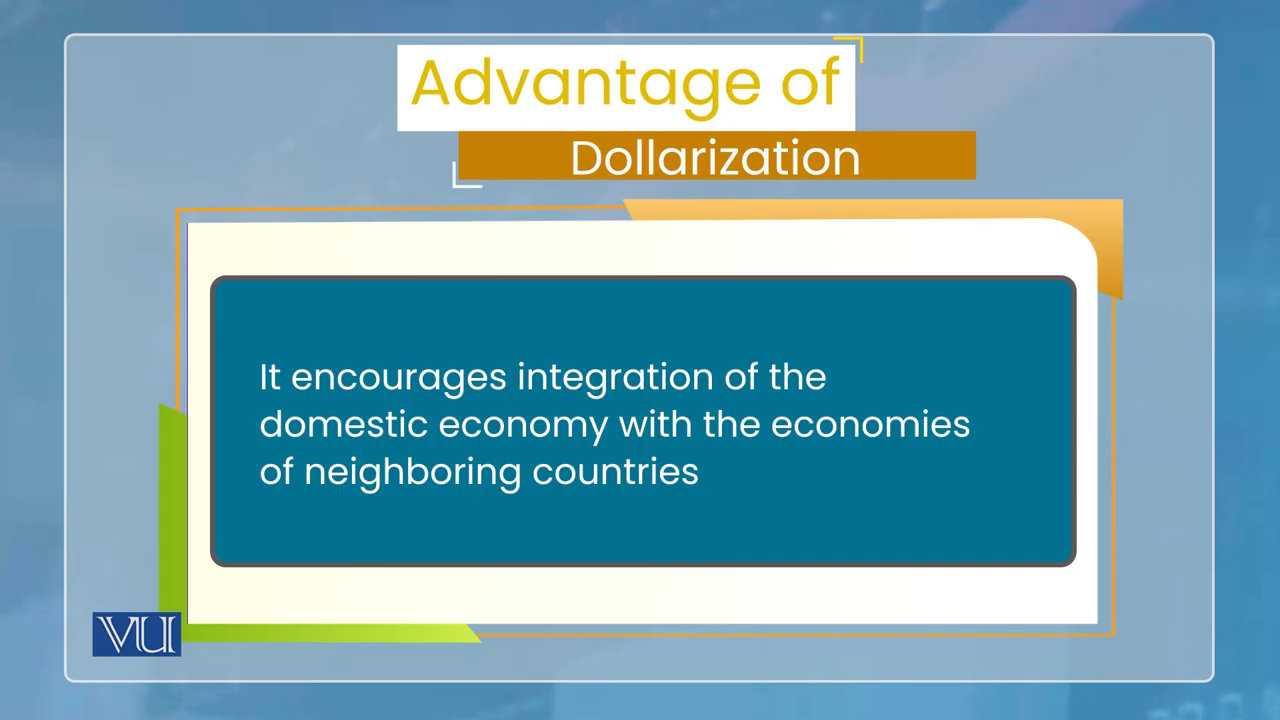 Advantage of
Dollarization
It encourages integration of the
domestic economy with the economies
of neighboring countries
VU